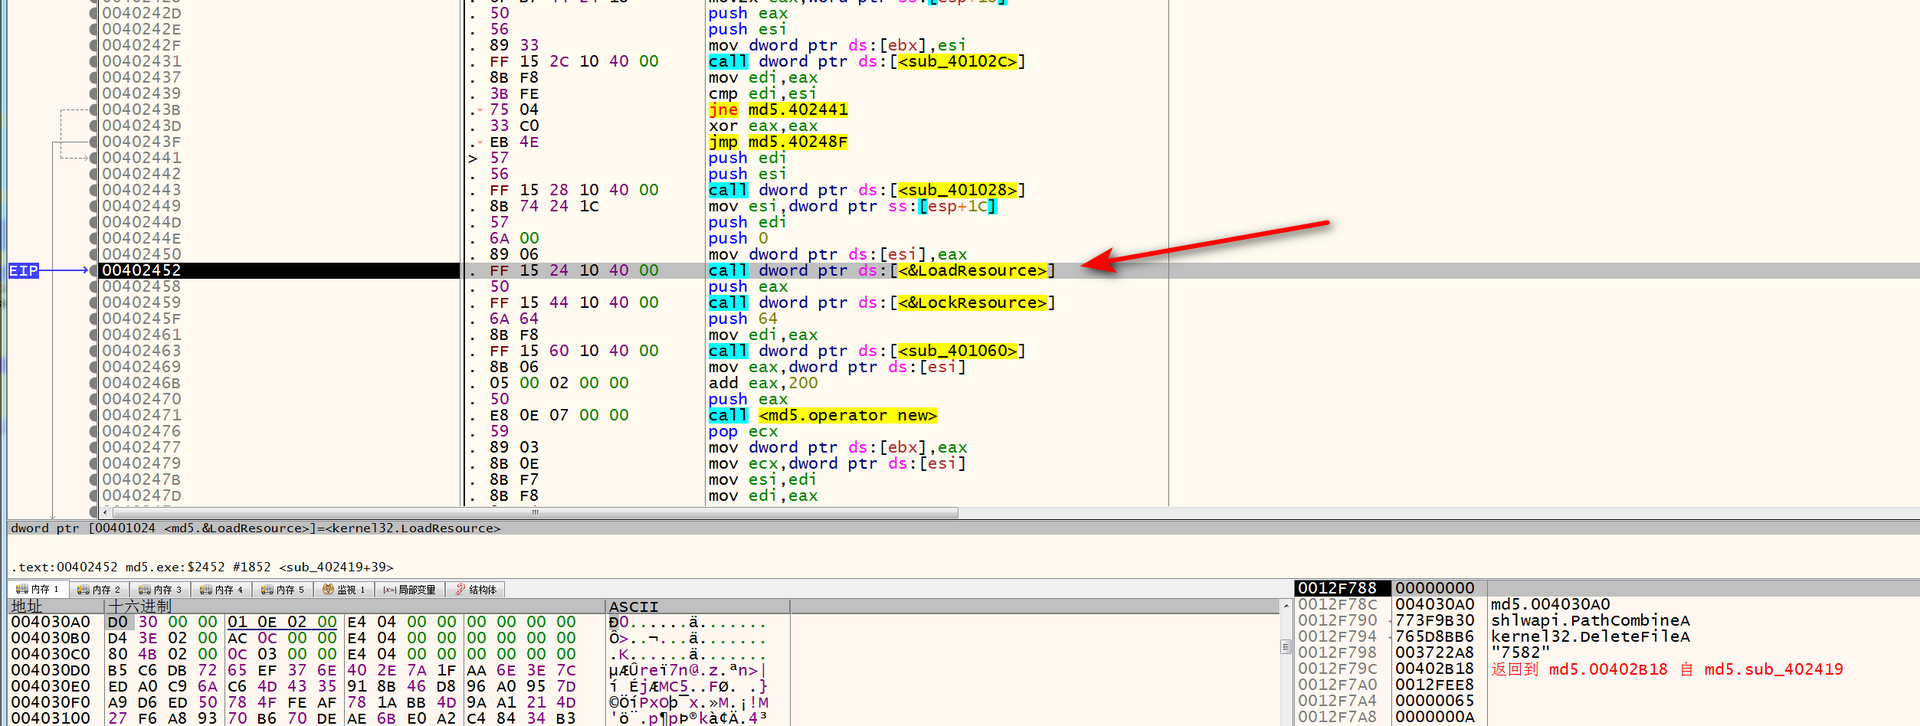 0040242D . 50 push eax
0040242E . 56 push esi
0040242F . 89 33 mov dword ptr ds:[ebx],esi
00402431 . FF 15 2C 10 40 00 call dword ptr ds:[<sub_40102C>]
00402437 . 8B F8 mov edi,eax
00402439 . 3B FE cmp edi,esi
0040243B . 75 04 jne md5.402441
0040243D . 33 C0 xor eax,eax
0040243F . EB 4E jmp md5.40248F
00402441 > 57 push edi
00402442 . 56 push esi
00402443 . FF 15 28 10 40 00 call dword ptr ds:[<sub_401028>]
00402449 . 8B 74 24 1C mov esi,dword ptr ss:[esp+1C]
0040244D . 57 push edi
0040244E . 6A 00 push 0
00402450 . 89 06 mov dword ptr ds:[esi],eax
EIP 00402452 . FF 15 24 10 40 00 call dword ptr ds:[<&LoadResource>]
00402458 . 50 push eax
00402459 . FF 15 44 10 40 00 call dword ptr ds:[<&LockResource>]
0040245F . 6A 64 push 64
00402461 . 8B F8 mov edi,eax
00402463 . FF 15 60 10 40 00 call dword ptr ds:[<sub_401060>]
00402469 . 8B 06 mov eax,dword ptr ds:[esi]
0040246B . 05 00 02 00 00 add eax,200
00402470 . 50 push eax
00402471 . E8 0E 07 00 00 call <md5.operator new>
00402476 . 59 pop ecx
00402477 . 89 03 mov dword ptr ds:[ebx],eax
00402479 . 8B 0E mov ecx,dword ptr ds:[esi]
0040247B . 8B F7 mov esi,edi
0040247D . 8B F8 mov edi,eax
dword ptr [00401024 <md5.&LoadResource>]=<kernel32.LoadResource>
.text:00402452 md5.exe:$2452 #1852 <sub_402419+39>
内存 1 内存 2 内存 3 内存 4 内存 5 监视 1 [x=] 局部变量 结构体
地址 十六进制 ASCII
004030A0 D0 30 00 00 01 0E 02 00 E4 04 00 00 00 00 00 00 Ð0......ä.......
004030B0 D4 3E 02 00 AC 0C 00 00 E4 04 00 00 00 00 00 00 Ô>..¬...ä.......
004030C0 80 4B 02 00 0C 03 00 00 E4 04 00 00 00 00 00 00 .K......ä.......
004030D0 B5 C6 DB 72 65 EF 37 6E 40 2E 7A 1F AA 6E 3E 7C µÆÛreï7n@.z.ªn>|
004030E0 ED A0 C9 6A C6 4D 43 35 91 8B 46 D8 96 A0 95 7D í ÉjÆMC5..FØ. .}
004030F0 A9 D6 ED 50 78 4F FE AF 78 1A BB 4D 9A A1 21 4D ©ÖíPxOþ¯x.»M.¡!M
00403100 27 F6 A8 93 70 B6 70 DE AE 6B E0 A2 C4 84 34 B3 'ö¨.p¶pÞ®kà¢Ä.4³
0012F788 00000000
0012F78C 004030A0 md5.004030A0
0012F790 773F9B30 shlwapi.PathCombineA
0012F794 765D8BB6 kernel32.DeleteFileA
0012F798 003722A8 "7582"
0012F79C 00402B18 返回到 md5.00402B18 自 md5.sub_402419
0012F7A0 0012FEE8
0012F7A4 00000065
0012F7A8 0000000A